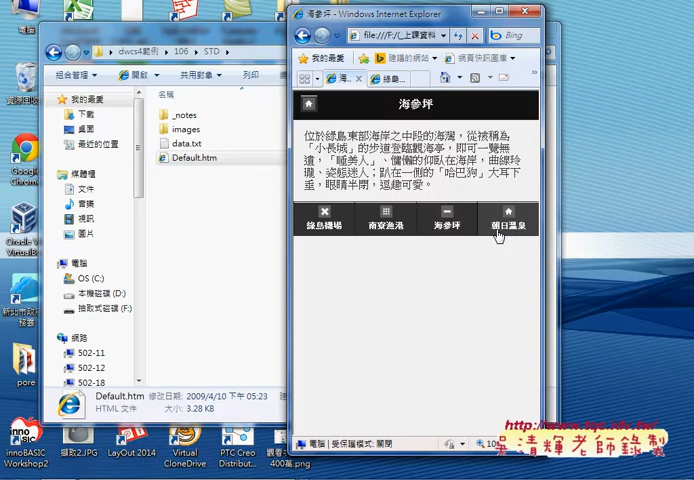 海參坪 - Windows Internet Explorer
file:///F:/(_上課資料
Bing
我的最愛
建議的網站
網頁快訊圖庫
海...
綠島...
海參坪
位於綠島東部海岸之中段的海灣，從被稱為
「小長城」的步道登臨觀海亭，即可一覽無
遺，「睡美人」、慵懶的仰臥在海岸，曲線玲
瓏、姿態迷人；趴在一側的「哈巴狗」大耳下
垂，眼睛半閉，逗趣可愛。
綠島機場
南寮漁港
海參坪
朝日溫泉
電腦 | 受保護模式: 關閉
dwcs4範例
106
STD
組合管理
開啟
共用對象
列印
我的最愛
下載
桌面
最近的位置
媒體櫃
文件
音樂
視訊
圖片
電腦
OS (C:)
本機磁碟 (D:)
抽取式磁碟 (F:)
網路
502-11
502-12
502-18
名稱
_notes
images
data.txt
Default.htm
Default.htm
修改日期: 2009/4/10 下午 05:23
HTML 文件
大小: 3.28 KB
電腦
資源回收筒
Google
Chrome
Oracle V
VirtualB
pore
innoBASIC
Workshop2
擷取2.JPG
LayOut 2014
Virtual
CloneDrive
PTC Creo
Distribut...
400萬.png
吳清輝老師錄製